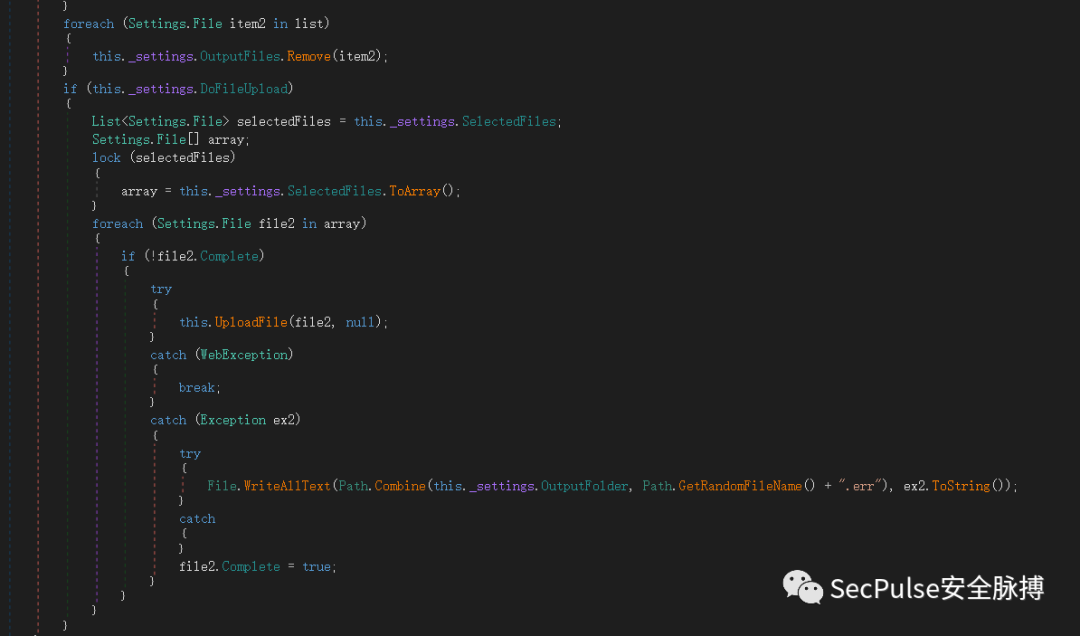 }
foreach (Settings.File item2 in list)
{
this._settings.OutputFiles.Remove(item2);
}
if (this._settings.DoFileUpload)
{
List<Settings.File> selectedFiles = this._settings.SelectedFiles;
Settings.File[] array;
lock (selectedFiles)
{
array = this._settings.SelectedFiles.ToArray();
}
foreach (Settings.File file2 in array)
{
if (!file2.Complete)
{
try
{
this.UploadFile(file2, null);
}
catch (WebException)
{
break;
}
catch (Exception ex2)
{
try
{
File.WriteAllText(Path.Combine(this._settings.OutputFolder, Path.GetRandomFileName() + ".err"), ex2.ToString());
}
catch
{
}
file2.Complete = true;
}
}
}
}
SecPulse安全脉搏